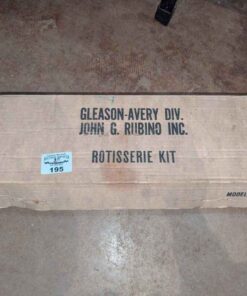 GLEASON-AVERY DIV.
JOHN G. RUBINO INC.
ROTISSERIE KIT
195
MODEL